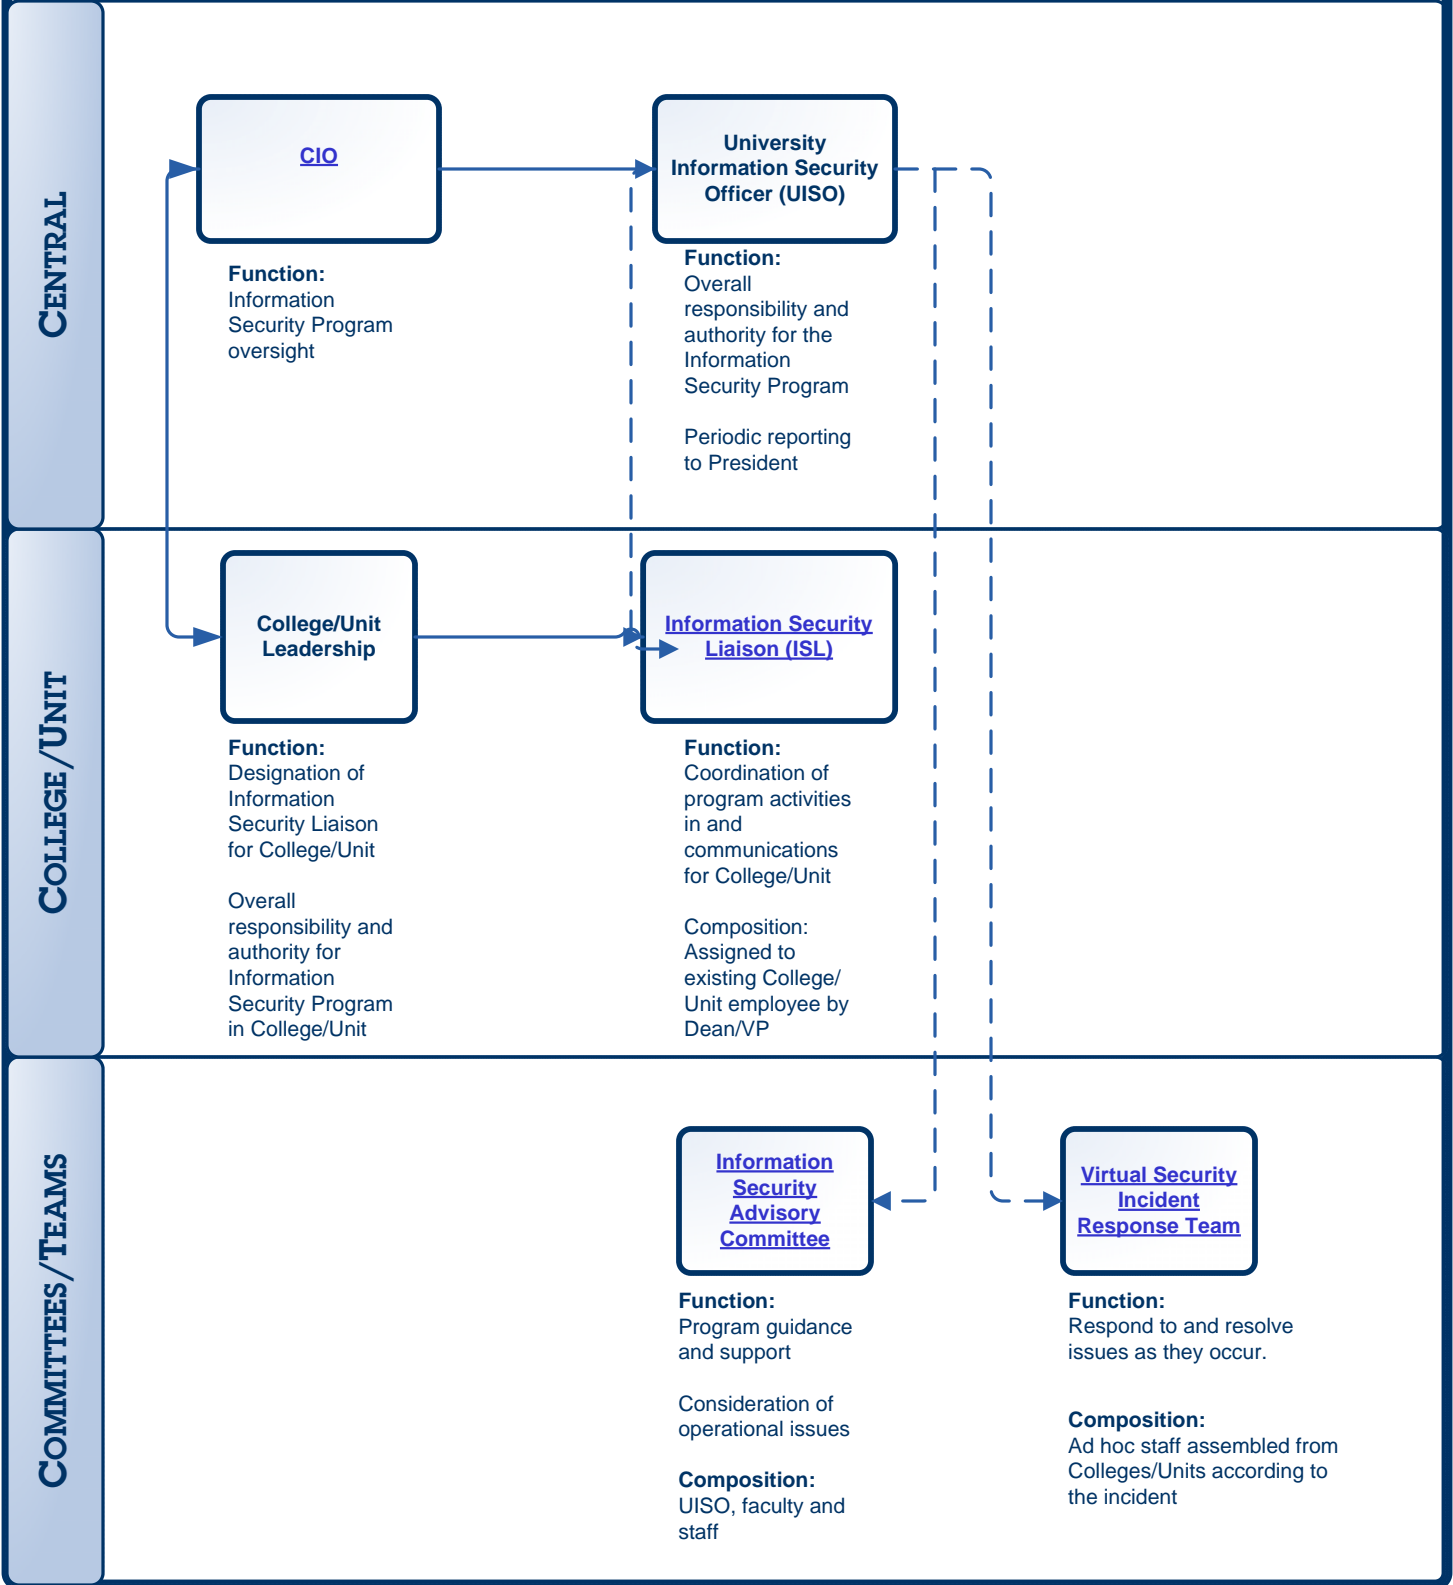 CENTRAL
CIO
Function:
Information
Security Program
oversight
University
Information Security
Officer (UISO)
Function:
Overall
responsibility and
authority for the
Information
Security Program
Periodic reporting
to President
COLLEGE/UNIT
College/Unit
Leadership
Function:
Designation of
Information
Security Liaison
for College/Unit
Overall
responsibility and
authority for
Information
Security Program
in College/Unit
Information Security
Liaison (ISL)
Function:
Coordination of
program activities
in and
communications
for College/Unit
Composition:
Assigned to
existing College/
Unit employee by
Dean/VP
COMMITTEES/TEAMS
Information
Security
Advisory
Committee
Function:
Program guidance
and support
Consideration of
operational issues
Composition:
UISO, faculty and
staff
Virtual Security
Incident
Response Team
Function:
Respond to and resolve
issues as they occur.
Composition:
Ad hoc staff assembled from
Colleges/Units according to
the incident